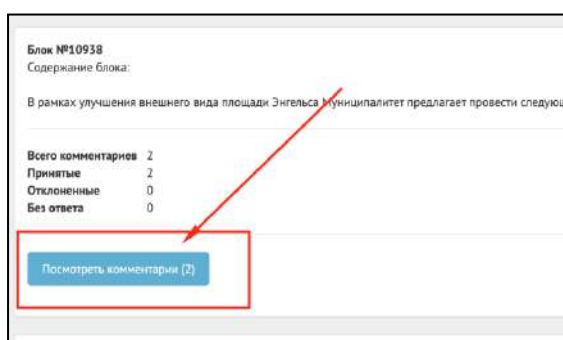 Блок №10938
Содержание блока:
В рамках улучшения внешнего вида площади Энгельса Муниципалитет предлагает провести следующ
Всего комментариев 2
Принятые 2
Отклоненные 0
Без ответа 0
Посмотреть комментарии (2)